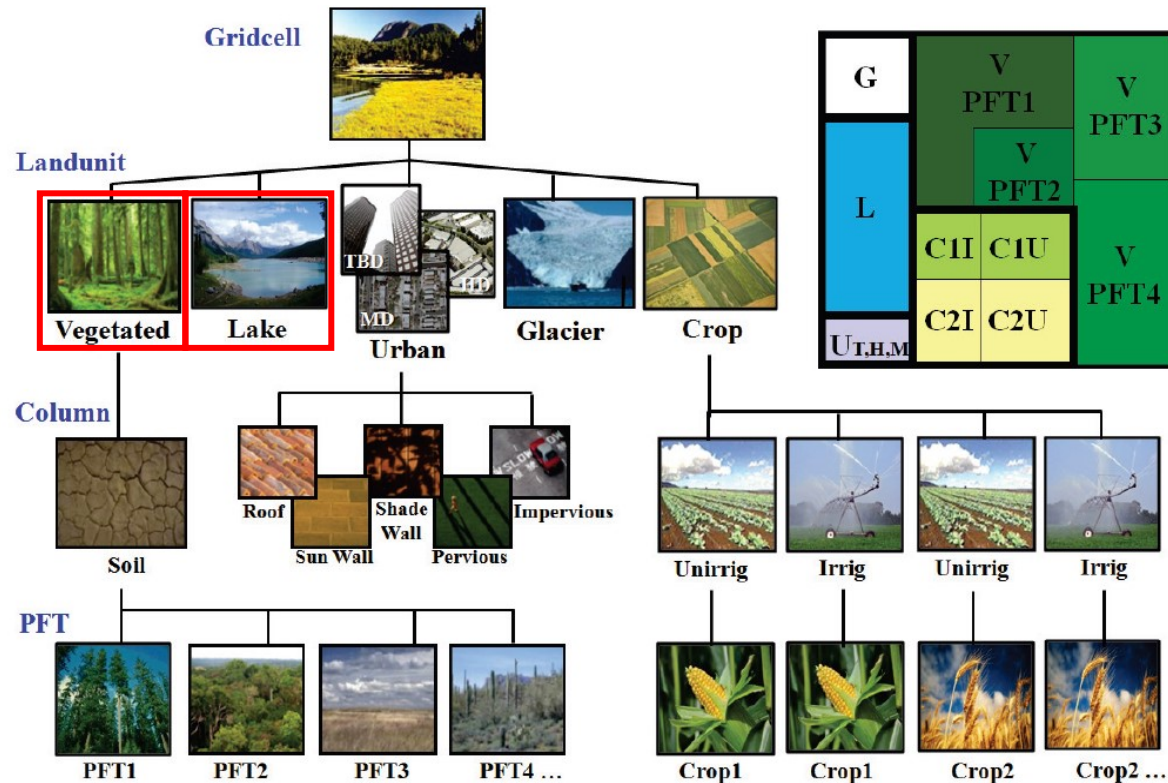 Gridcell
G
V
PFT1
V
PFT3
V
PFT2
L
C1I
C1U
V
PFT4
C2I
C2U
UT,H,M
Landunit
TBD
HD
MD
Vegetated
Lake
Urban
Glacier
Crop
Column
Roof
Sun Wall
Shade
Wall
Pervious
SLOW
Impervious
Soil
Unirrig
Irrig
Unirrig
Irrig
PFT
PFT1
PFT2
PFT3
PFT4 ...
Crop1
Crop1
Crop2
Crop2 ...